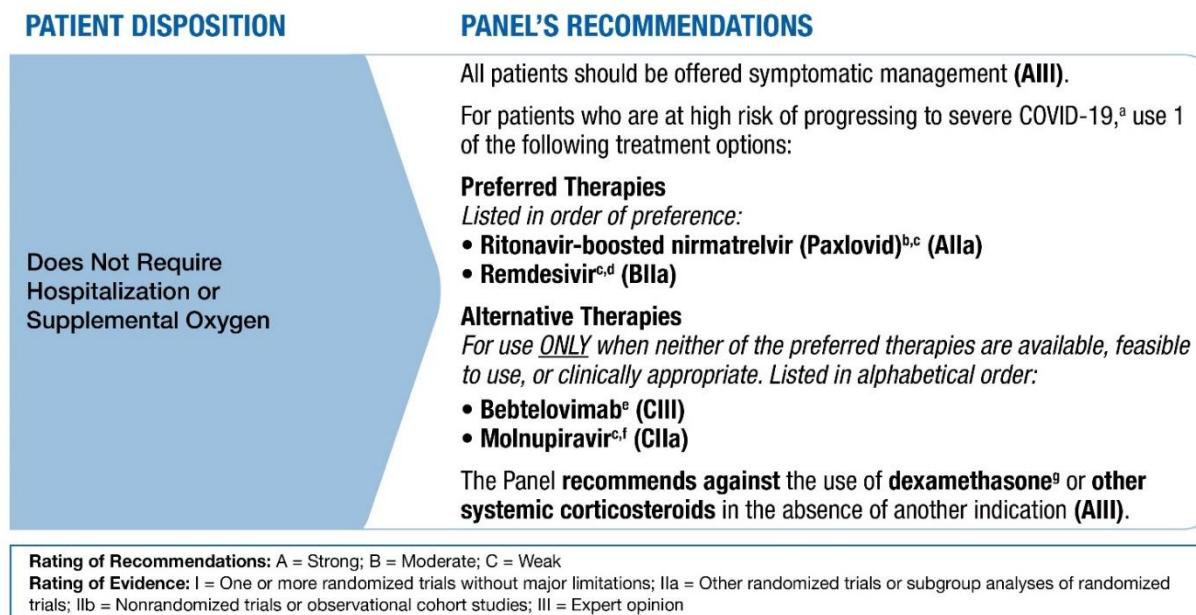 PATIENT DISPOSITION
PANEL'S RECOMMENDATIONS
Does Not Require
Hospitalization or
Supplemental Oxygen
All patients should be offered symptomatic management (AIII).
For patients who are at high risk of progressing to severe COVID-19,ᵃ use 1
of the following treatment options:
Preferred Therapies
Listed in order of preference:
• Ritonavir-boosted nirmatrelvir (Paxlovid)ᵇ,ᶜ (AIIa)
• Remdesivirᶜ,ᵈ (BIIa)
Alternative Therapies
For use ONLY when neither of the preferred therapies are available, feasible
to use, or clinically appropriate. Listed in alphabetical order:
• Bebtelovimabᵉ (CIII)
• Molnupiravirᶜ,ᶠ (CIIa)
The Panel recommends against the use of dexamethasoneᵍ or other
systemic corticosteroids in the absence of another indication (AIII).
Rating of Recommendations: A = Strong; B = Moderate; C = Weak
Rating of Evidence: I = One or more randomized trials without major limitations; IIa = Other randomized trials or subgroup analyses of randomized
trials; IIb = Nonrandomized trials or observational cohort studies; III = Expert opinion